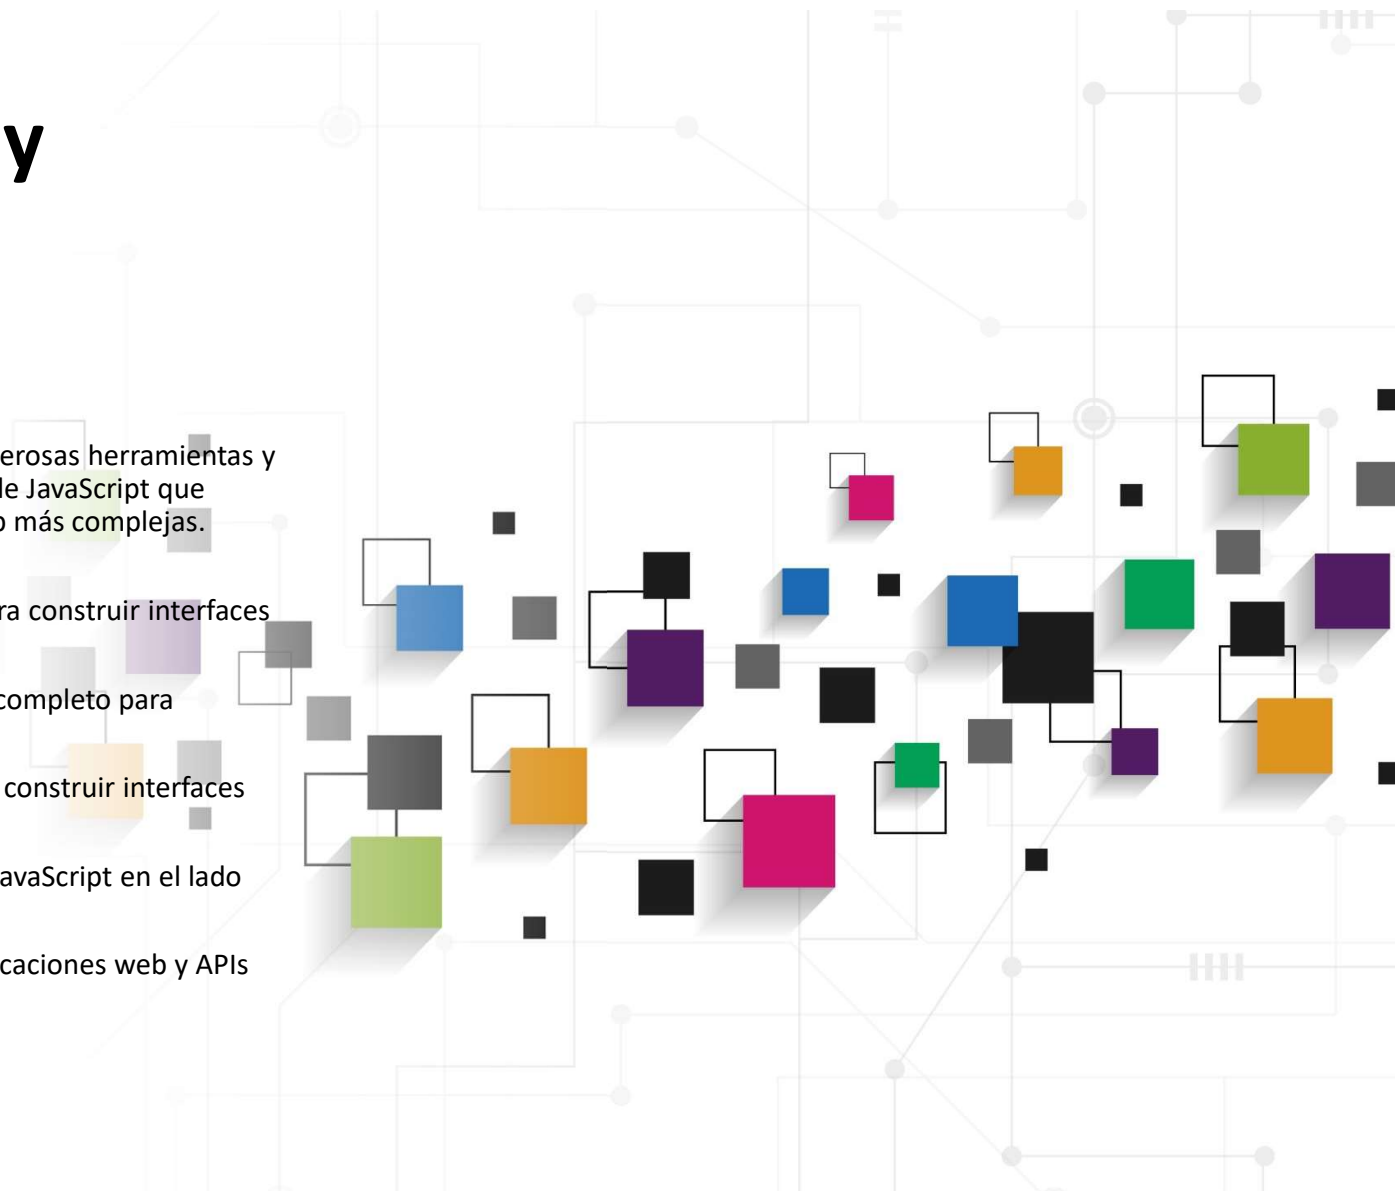 y
erosas herramientas y
de JavaScript que
o más complejas.
ra construir interfaces
completo para
construir interfaces
avaScript en el lado
caciones web y APIs